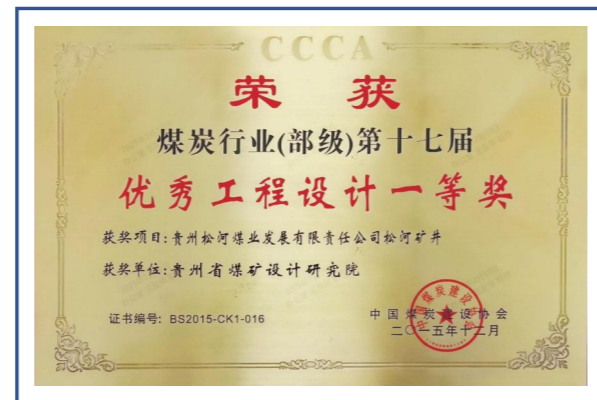 CCCA
荣 获
煤炭行业(部级)第十七届
优秀工程设计一等奖
获奖项目:贵州松河煤业发展有限责任公司松河矿井
获奖单位:贵州省煤矿设计研究院
证书编号: BS2015-CK1-016
中国煤炭建设协会
二〇一五年十二月